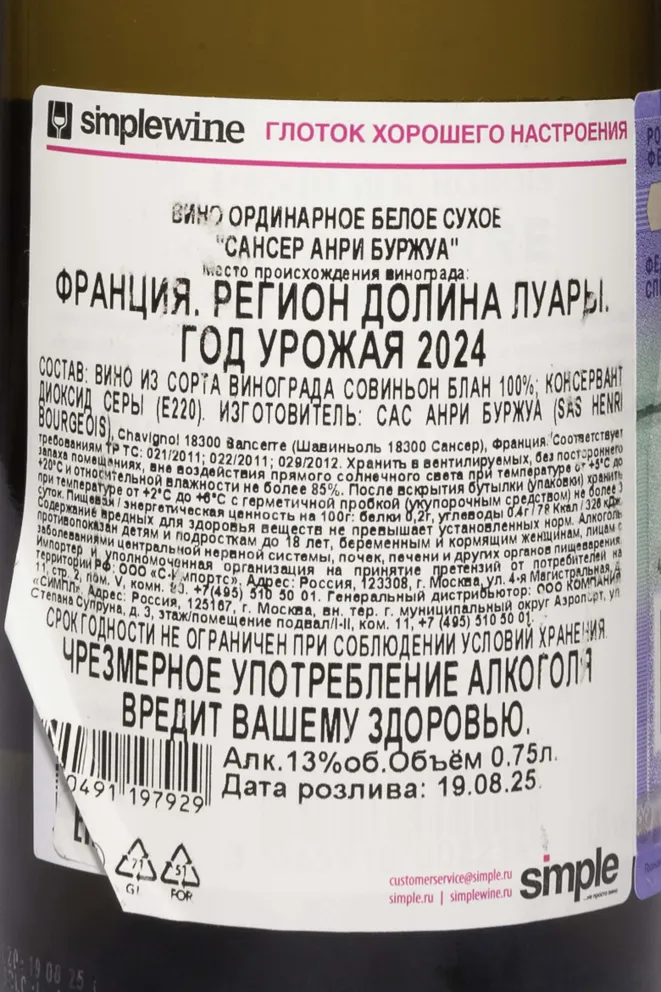 simplewine ГЛОТОК ХОРОШЕГО НАСТРОЕНИЯ
ВИНО ОРДИНАРНОЕ БЕЛОЕ СУХОЕ
"САНСЕР АНРИ БУРЖУА"
Место происхождения винограда:
ФРАНЦИЯ. РЕГИОН ДОЛИНА ЛУАРЫ.
ГОД УРОЖАЯ 2024
СОСТАВ: ВИНО ИЗ СОРТА ВИНОГРАДА СОВИНЬОН БЛАН 100%; КОНСЕРВАНТ
ДИОКСИД СЕРЫ (Е220). ИЗГОТОВИТЕЛЬ: САС АНРИ БУРЖУА (SAS HENRI
BOURGEOIS), Chavignol 18300 Sancerre (Шавиньоль 18300 Сансер), Франция. Соответствует
требованиям ТР ТС: 021/2011; 022/2011; 029/2012. Хранить в вентилируемых, без постороннего
запаха помещениях, вне воздействия прямого солнечного света при температуре от +5°С до
+20°С и относительной влажности не более 85%. После вскрытия бутылки (упаковки) хранить
при температуре от +2°С до +6°С с герметичной пробкой (укупорочным средством) не более 3
суток. Пищевая / энергетическая ценность на 100г: белки 0,2г, углеводы 0.4г / 78 Ккал / 326 кДж.
Содержание вредных для здоровья веществ не превышает установленных норм. Алкоголь
противопоказан детям и подросткам до 18 лет, беременным и кормящим женщинам, лицам с
заболеваниями центральной нервной системы, почек, печени и других органов пищеварения.
Импортер и уполномоченная организация на принятие претензий от потребителей на
территории РФ: ООО «С-Импортс». Адрес: Россия, 123308, г. Москва, ул. 4-я Магистральная, д.
11, стр. 2, пом. V, комн. +7(495) 510 50 01. Генеральный дистрибьютор: ООО КОМПАНИЯ
«СИМПЛ» Адрес: Россия, 125167, г. Москва, вн. тер. г. муниципальный округ Аэропорт, ул
Степана Супруна, д. 3, этаж/помещение подвал/I-II, ком. 11, +7 (495) 510 50 01.
СРОК ГОДНОСТИ НЕ ОГРАНИЧЕН ПРИ СОБЛЮДЕНИИ УСЛОВИЙ ХРАНЕНИЯ
ЧРЕЗМЕРНОЕ УПОТРЕБЛЕНИЕ АЛКОГОЛЯ
ВРЕДИТ ВАШЕМУ ЗДОРОВЬЮ.
Алк.13%об.Объём 0.75л.
Дата розлива: 19.08.25
0491 197929
71
GL
51
FOR
customerservice@simple.ru
simple.ru | simplewine.ru
simple
...не просто вино
19 08 25